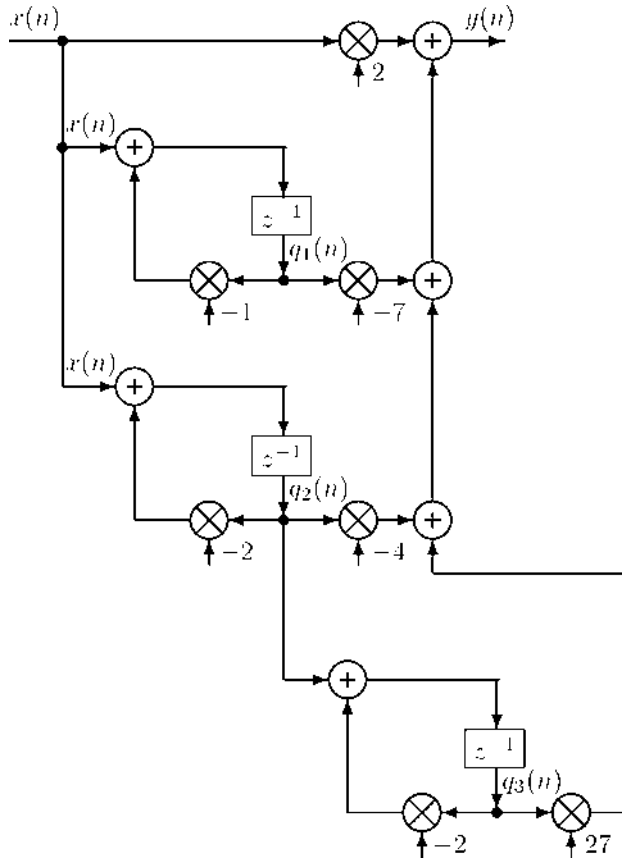 x(n)
y(n)
+
2
x(n)
+
z⁻¹
q₁(n)
+
−1
−7
x(n)
+
z⁻¹
q₂(n)
+
−2
−4
+
z⁻¹
q₃(n)
−2
27